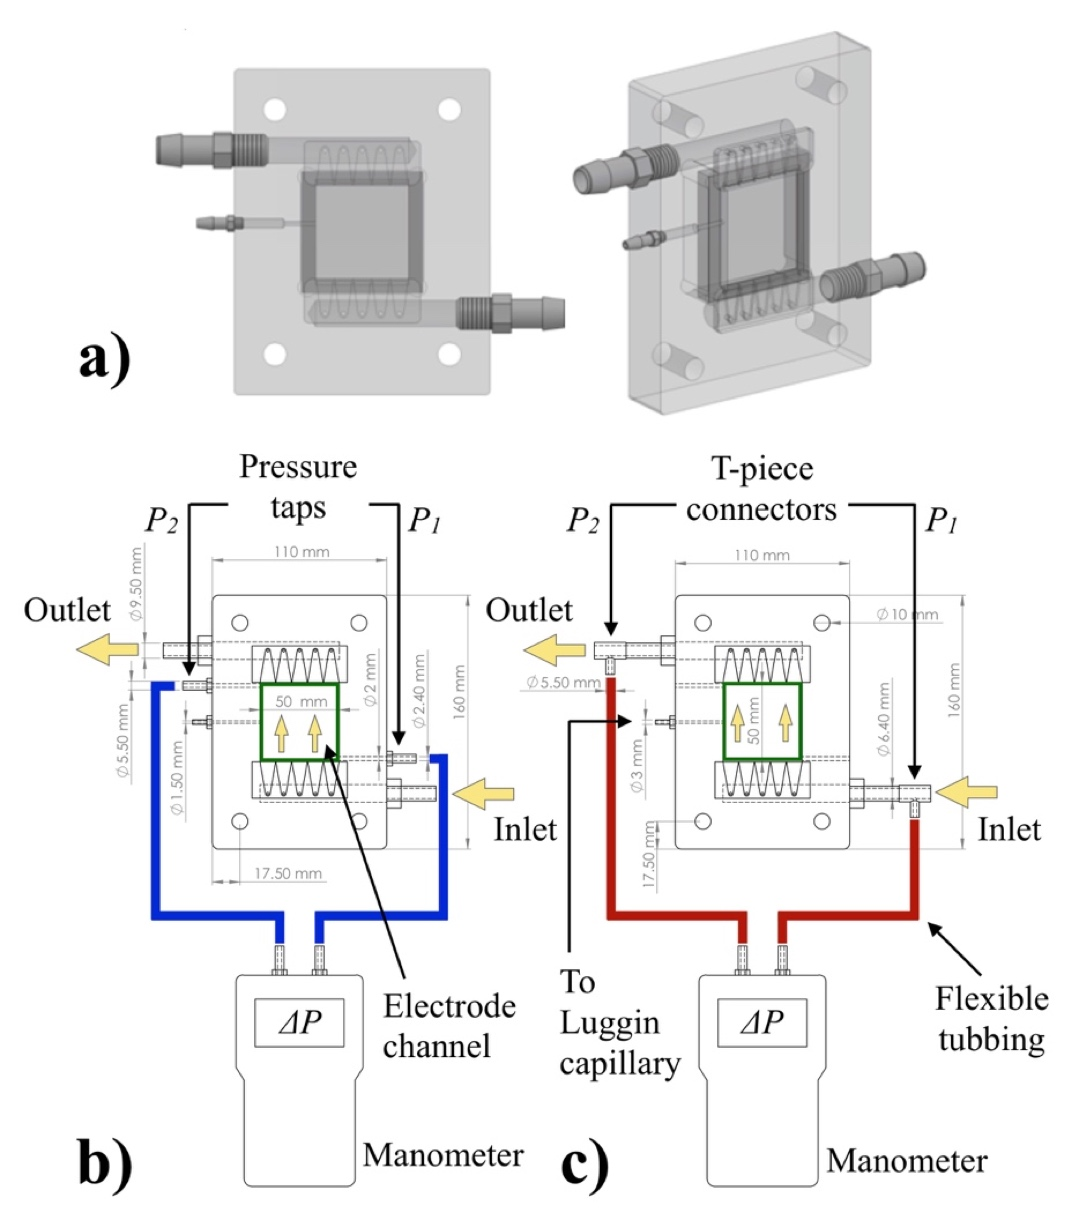 a)
Pressure
taps
P2
P1
110 mm
Outlet
Ø 9.50 mm
Ø 2 mm
Ø 2.40 mm
160 mm
50 mm
Ø 5.50 mm
Ø 1.50 mm
Inlet
17.50 mm
Electrode
channel
ΔP
Manometer
b)
T-piece
connectors
P2
P1
110 mm
Outlet
Ø 10 mm
Ø 5.50 mm
50 mm
Ø 6.40 mm
160 mm
Ø 3 mm
Inlet
17.50 mm
To
Luggin
capillary
Flexible
tubbing
ΔP
Manometer
c)